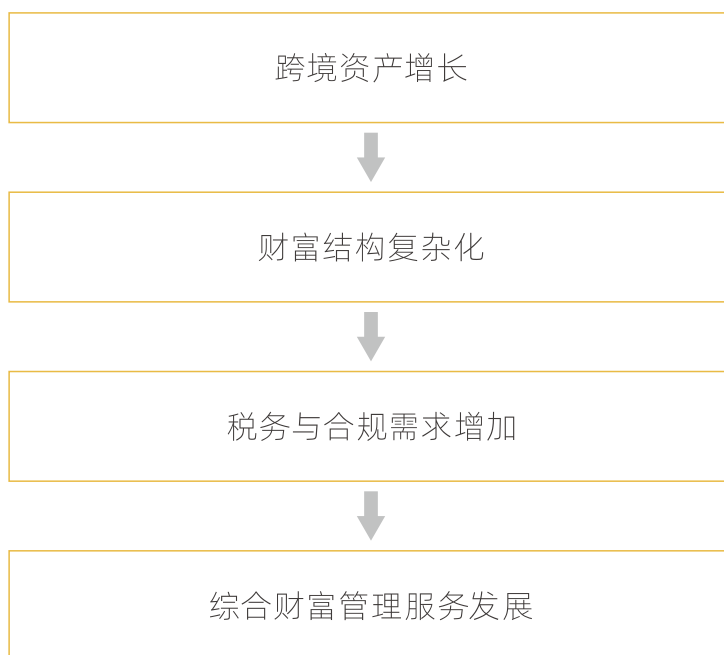 跨境资产增长
财富结构复杂化
税务与合规需求增加
综合财富管理服务发展